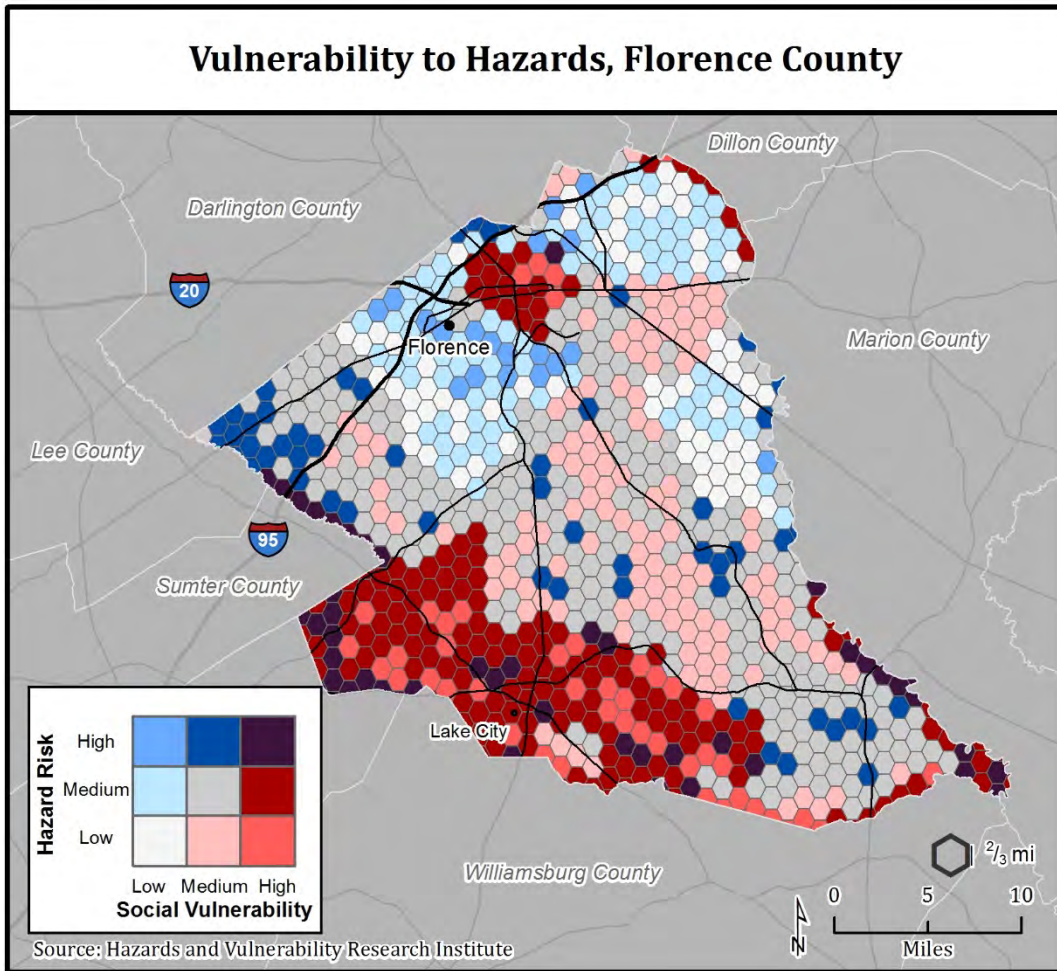 Vulnerability to Hazards, Florence County
Dillon County
Darlington County
20
Marion County
Florence
Lee County
95
Sumter County
Lake City
Hazard Risk
High
Medium
Low
Low Medium High
Social Vulnerability
Williamsburg County
2/3 mi
0 5 10
Miles
N
Source: Hazards and Vulnerability Research Institute